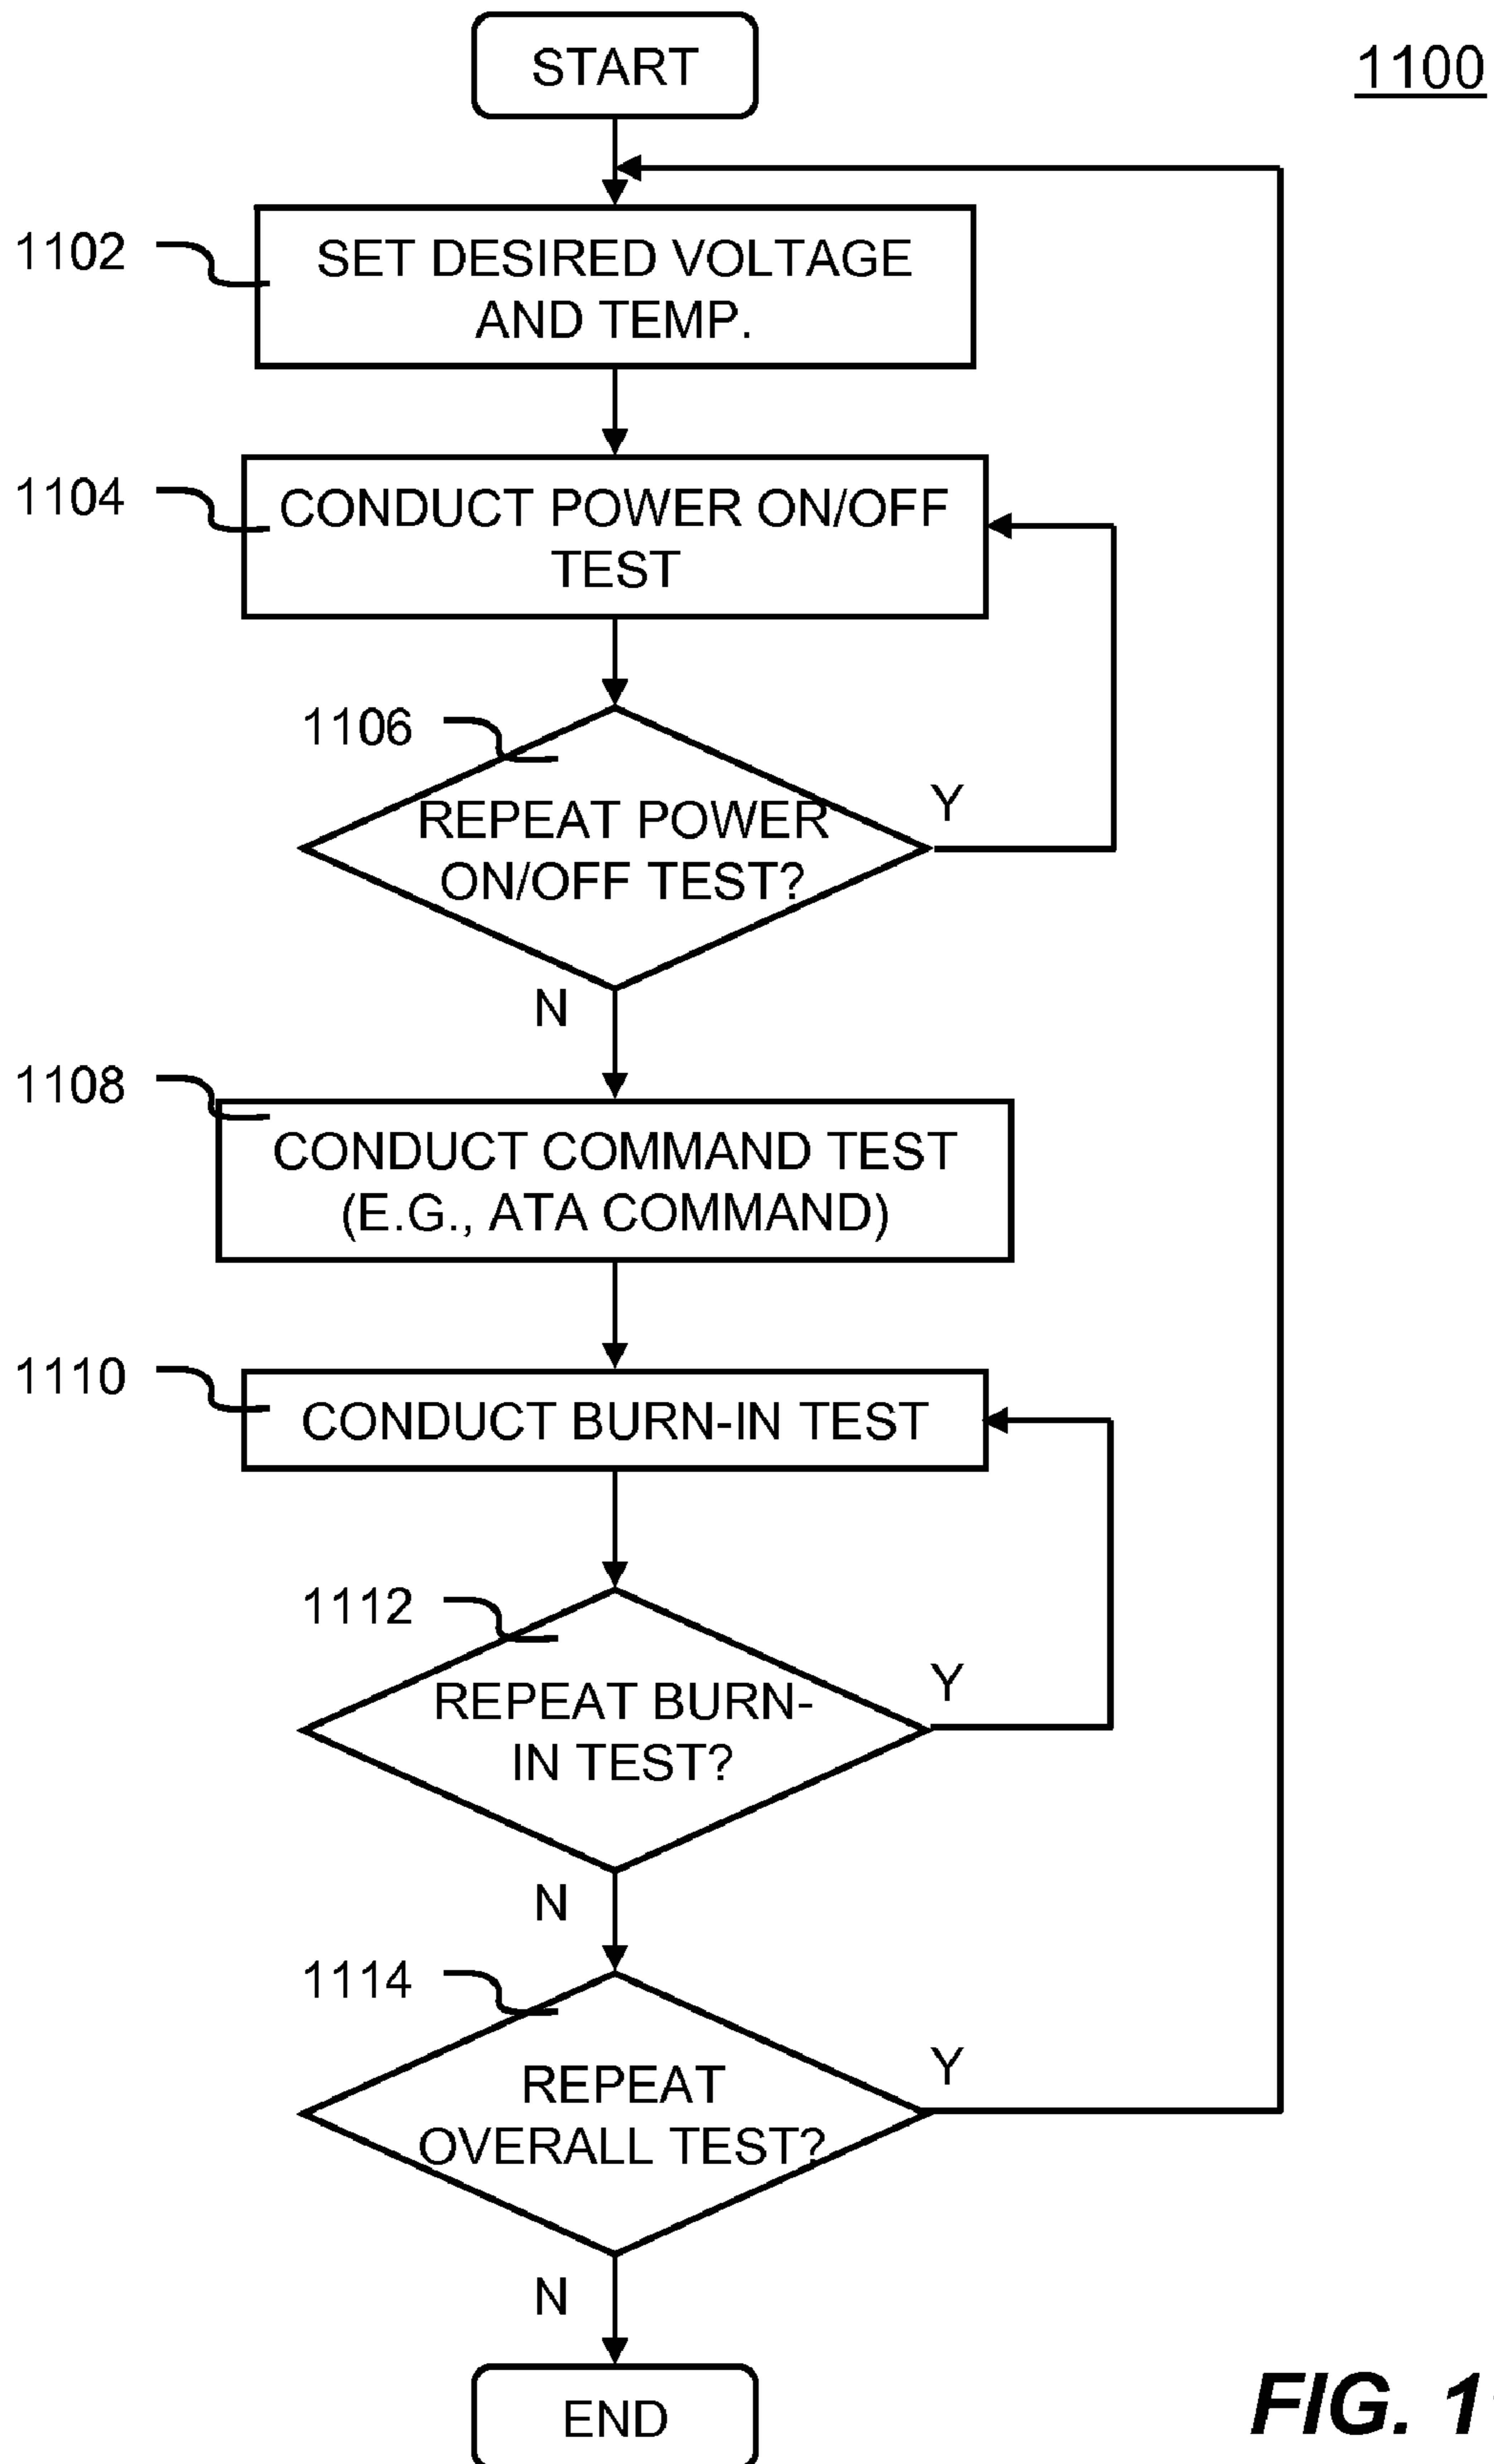 START
1100
1102
SET DESIRED VOLTAGE
AND TEMP.
1104
CONDUCT POWER ON/OFF
TEST
1106
REPEAT POWER
ON/OFF TEST?
Y
N
1108
CONDUCT COMMAND TEST
(E.G., ATA COMMAND)
1110
CONDUCT BURN-IN TEST
1112
REPEAT BURN-
IN TEST?
Y
N
1114
REPEAT
OVERALL TEST?
Y
N
END
FIG. 11